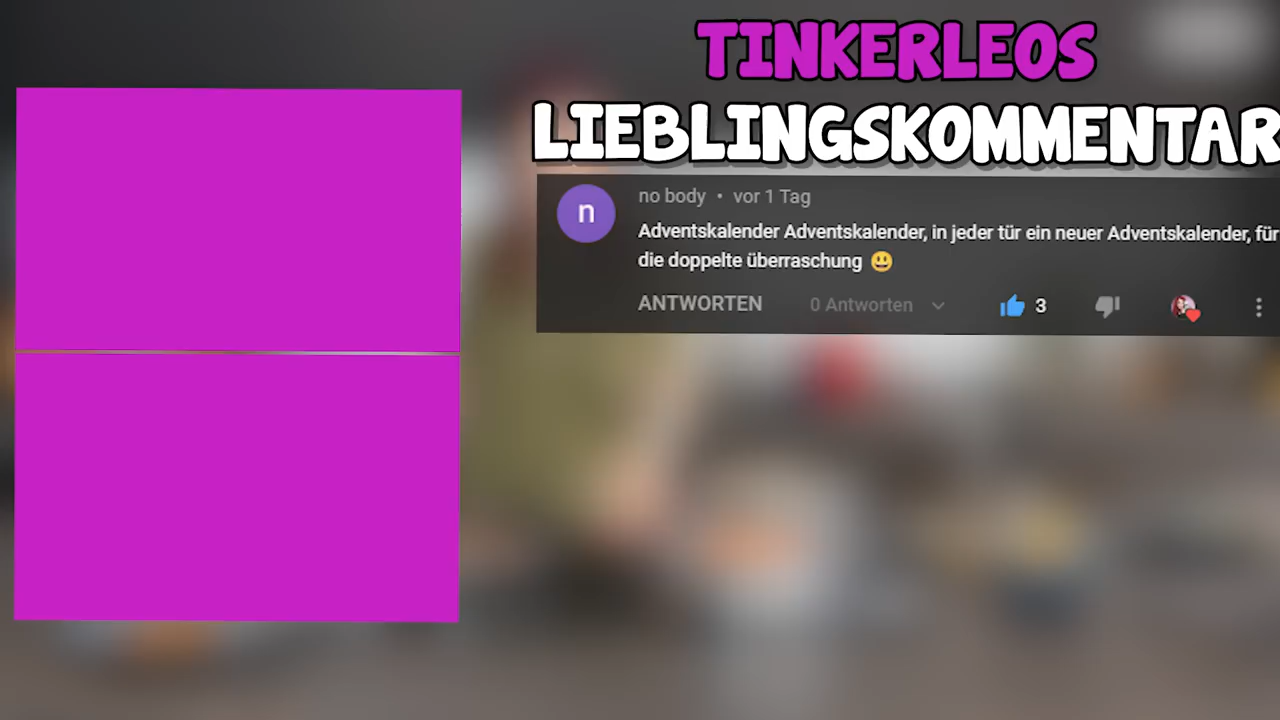 TINKERLEOS
LIEBLINGSKOMMENTAR
n
no body • vor 1 Tag
Adventskalender Adventskalender, in jeder tür ein neuer Adventskalender, für
die doppelte überraschung 😃
ANTWORTEN 0 Antworten 3